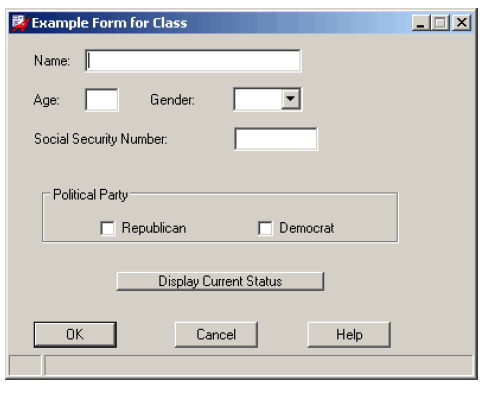 Example Form for Class
Name:
Age: Gender:
Social Security Number:
Political Party
Republican Democrat
Display Current Status
OK Cancel Help